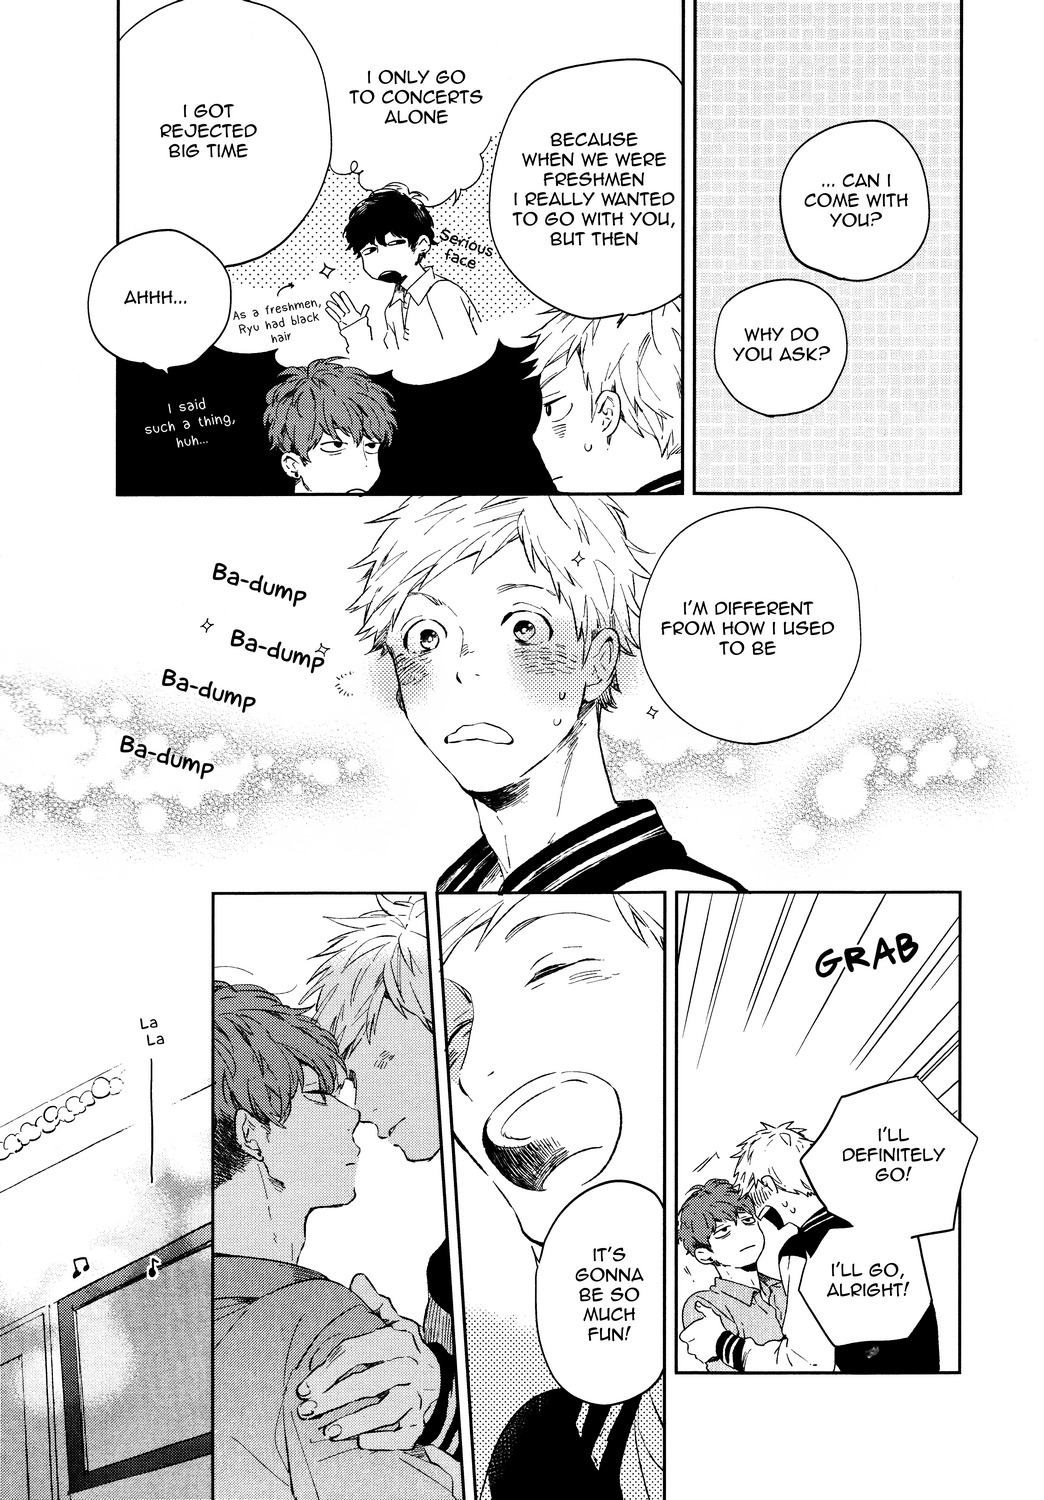 ... CAN I
COME WITH
YOU?
WHY DO
YOU ASK?
BECAUSE
WHEN WE WERE
FRESHMEN
I REALLY WANTED
TO GO WITH YOU,
BUT THEN
I ONLY GO
TO CONCERTS
ALONE
Serious
face
As a freshmen,
Ryu had black
hair
I GOT
REJECTED
BIG TIME
AHHH...
I said
such a thing,
huh...
I'M DIFFERENT
FROM HOW I USED
TO BE
Ba-dump
Ba-dump
Ba-dump
Ba-dump
GRAB
I'LL
DEFINITELY
GO!
I'LL GO,
ALRIGHT!
IT'S
GONNA
BE SO
MUCH
FUN!
La
La